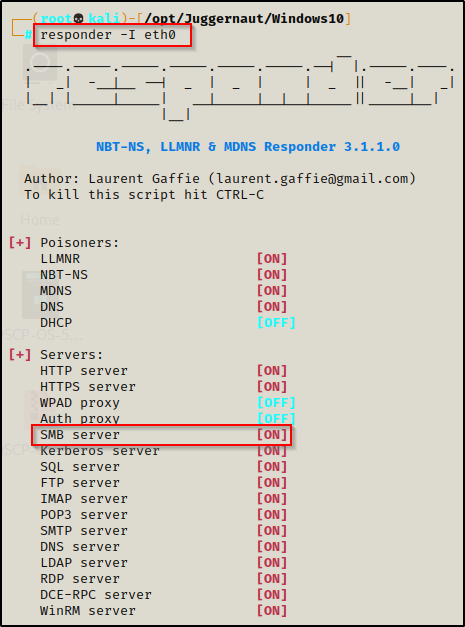 (root💀kali)-[/opt/Juggernaut/Windows10]
# responder -I eth0
NBT-NS, LLMNR & MDNS Responder 3.1.1.0
Author: Laurent Gaffie (laurent.gaffie@gmail.com)
To kill this script hit CTRL-C
[+] Poisoners:
LLMNR [ON]
NBT-NS [ON]
MDNS [ON]
DNS [ON]
DHCP [OFF]
[+] Servers:
HTTP server [ON]
HTTPS server [ON]
WPAD proxy [OFF]
Auth proxy [OFF]
SMB server [ON]
Kerberos server [ON]
SQL server [ON]
FTP server [ON]
IMAP server [ON]
POP3 server [ON]
SMTP server [ON]
DNS server [ON]
LDAP server [ON]
RDP server [ON]
DCE-RPC server [ON]
WinRM server [ON]
Home